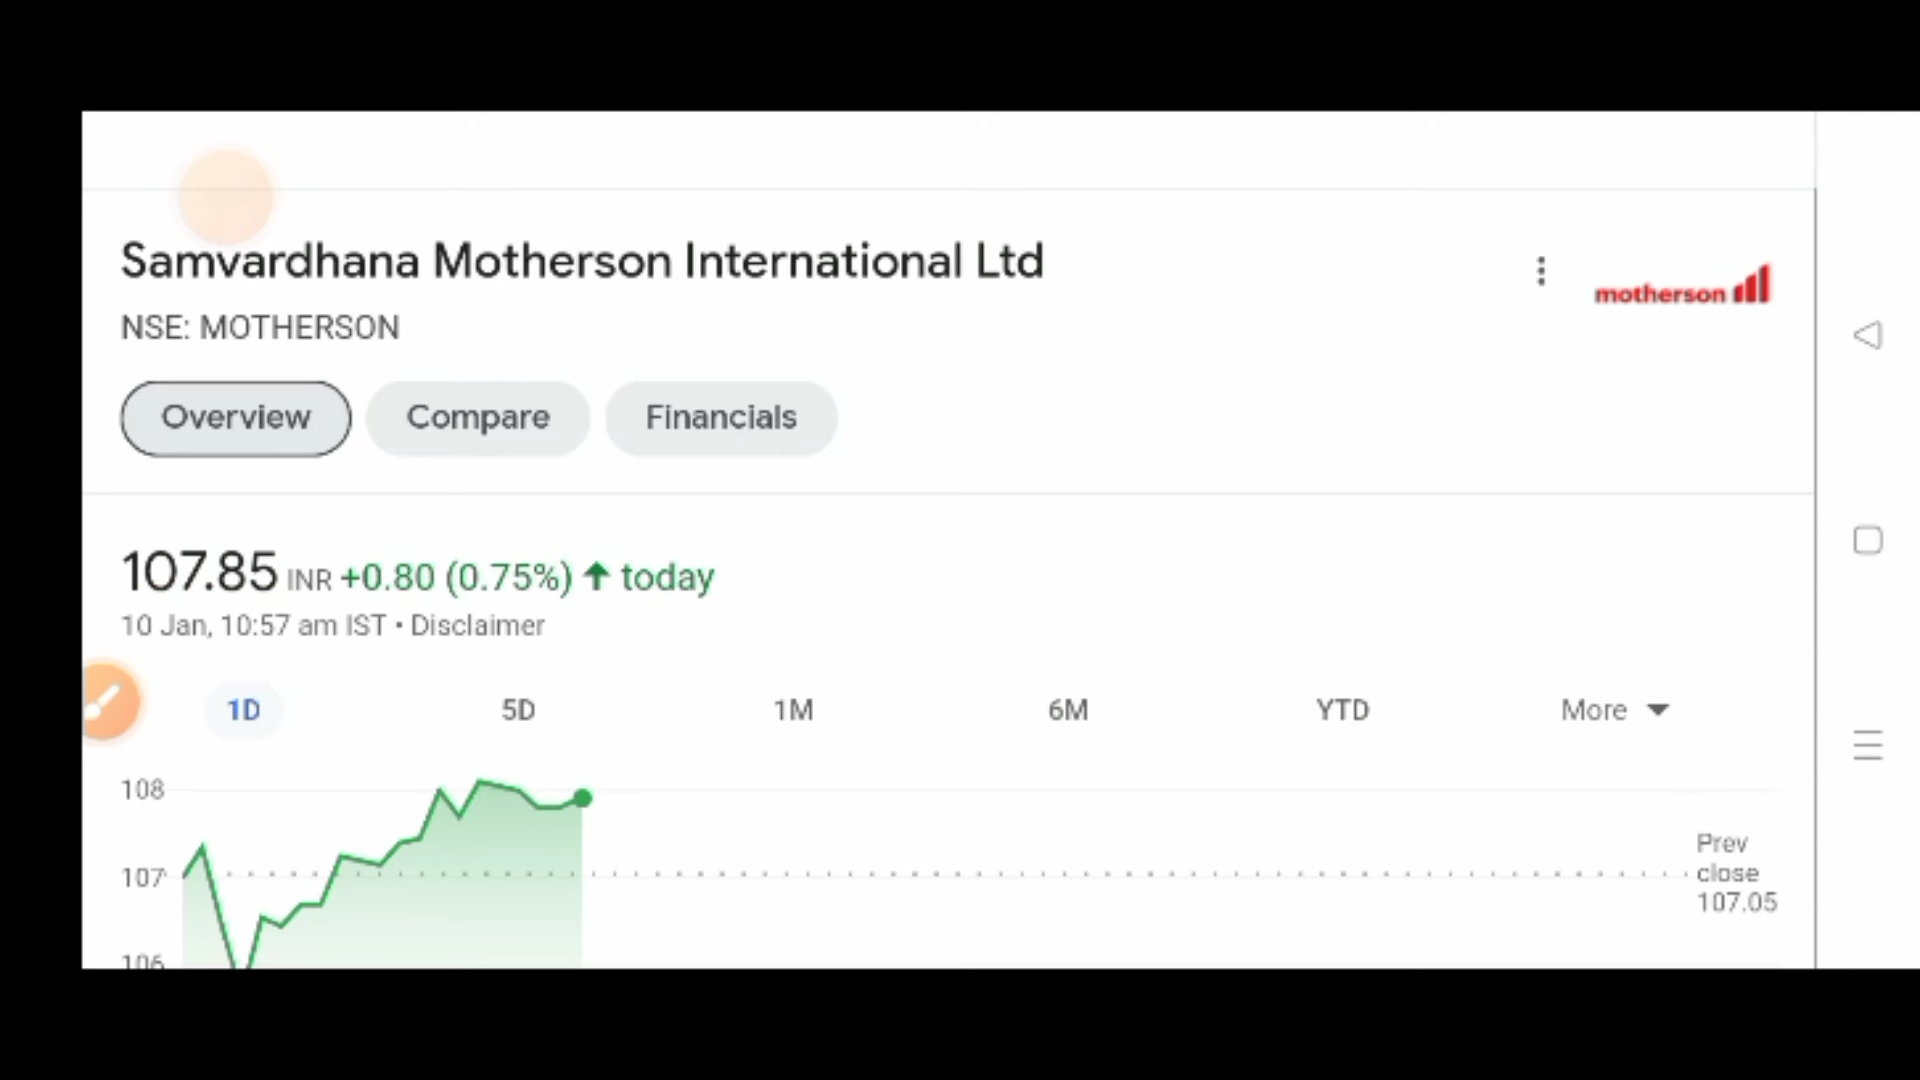 Samvardhana Motherson International Ltd
motherson
NSE: MOTHERSON
Overview Compare Financials
107.85 INR +0.80 (0.75%) ↑ today
10 Jan, 10:57 am IST • Disclaimer
1D 5D 1M 6M YTD More
108
107
106
Prev
close
107.05